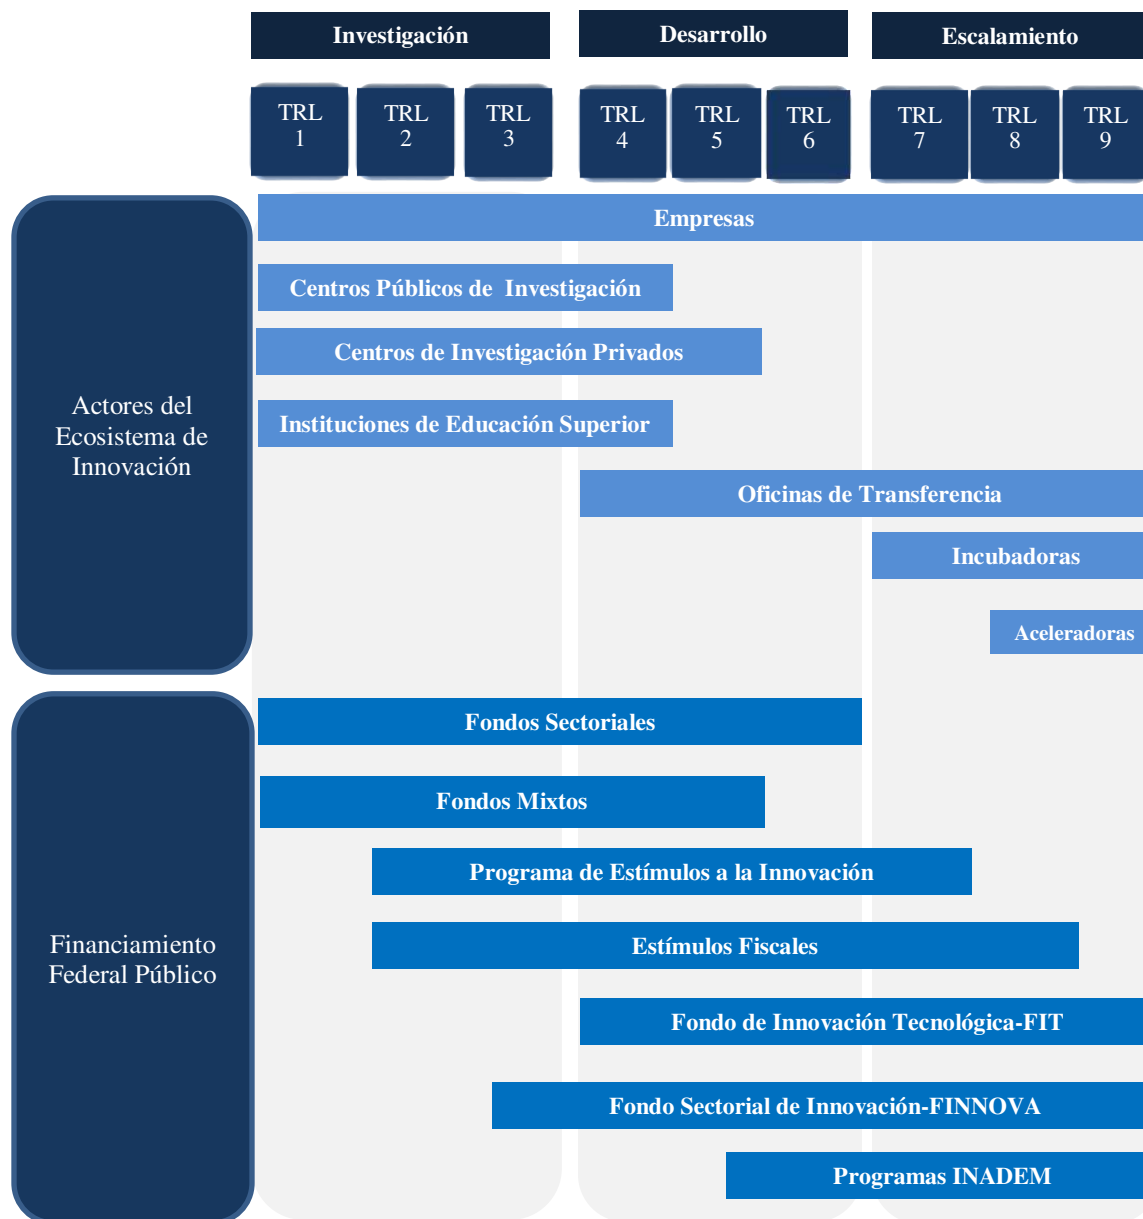 Investigación
Desarrollo
Escalamiento
TRL
1
TRL
2
TRL
3
TRL
4
TRL
5
TRL
6
TRL
7
TRL
8
TRL
9
Actores del
Ecosistema de
Innovación
Empresas
Centros Públicos de Investigación
Centros de Investigación Privados
Instituciones de Educación Superior
Oficinas de Transferencia
Incubadoras
Aceleradoras
Financiamiento
Federal Público
Fondos Sectoriales
Fondos Mixtos
Programa de Estímulos a la Innovación
Estímulos Fiscales
Fondo de Innovación Tecnológica-FIT
Fondo Sectorial de Innovación-FINNOVA
Programas INADEM